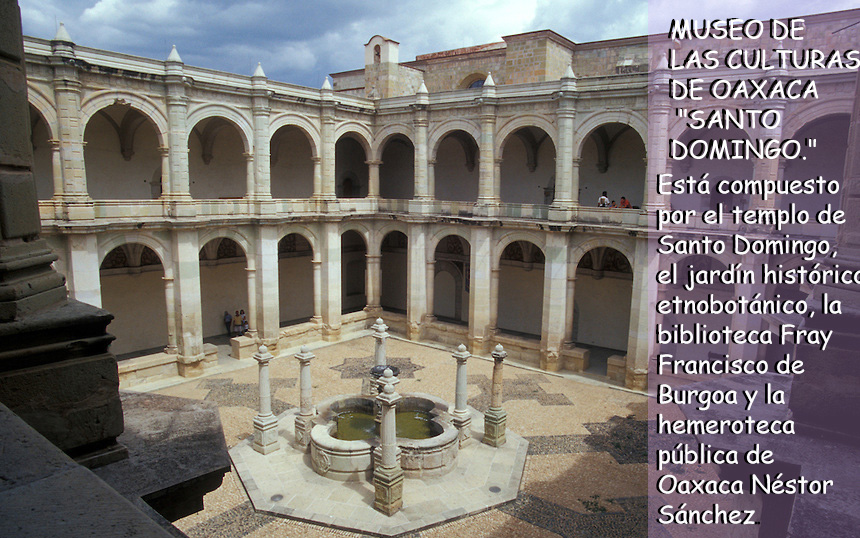 MUSEO DE
LAS CULTURAS
DE OAXACA
"SANTO
DOMINGO."
Está compuesto
por el templo de
Santo Domingo,
el jardín histórico
etnobotánico, la
biblioteca Fray
Francisco de
Burgoa y la
hemeroteca
pública de
Oaxaca Néstor
Sánchez